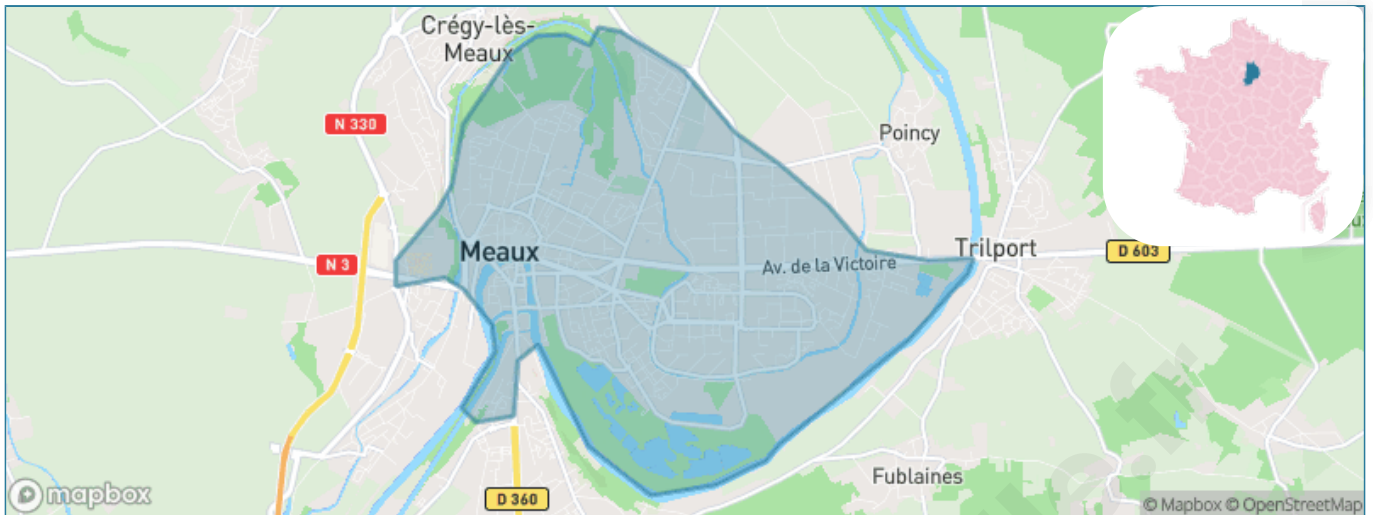 Crégy-lès-
Meaux
N 330
Poincy
Meaux
N 3
Av. de la Victoire
Trilport
D 603
Fublaines
D 360
mapbox
© Mapbox © OpenStreetMap